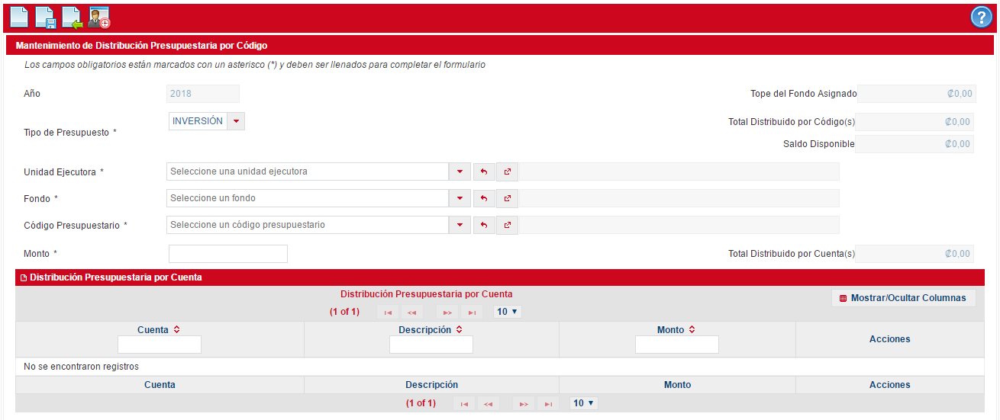 ?
Mantenimiento de Distribución Presupuestaria por Código
Los campos obligatorios están marcados con un asterisco (*) y deben ser llenados para completar el formulario
Año 2018 Tope del Fondo Asignado ₡0,00
Tipo de Presupuesto * INVERSIÓN Total Distribuido por Código(s) ₡0,00
Saldo Disponible ₡0,00
Unidad Ejecutora * Seleccione una unidad ejecutora
Fondo * Seleccione un fondo
Código Presupuestario * Seleccione un código presupuestario
Monto * Total Distribuido por Cuenta(s) ₡0,00
Distribución Presupuestaria por Cuenta
Distribución Presupuestaria por Cuenta
(1 of 1) 10 Mostrar/Ocultar Columnas
Cuenta Descripción Monto Acciones
No se encontraron registros
Cuenta Descripción Monto Acciones
(1 of 1) 10